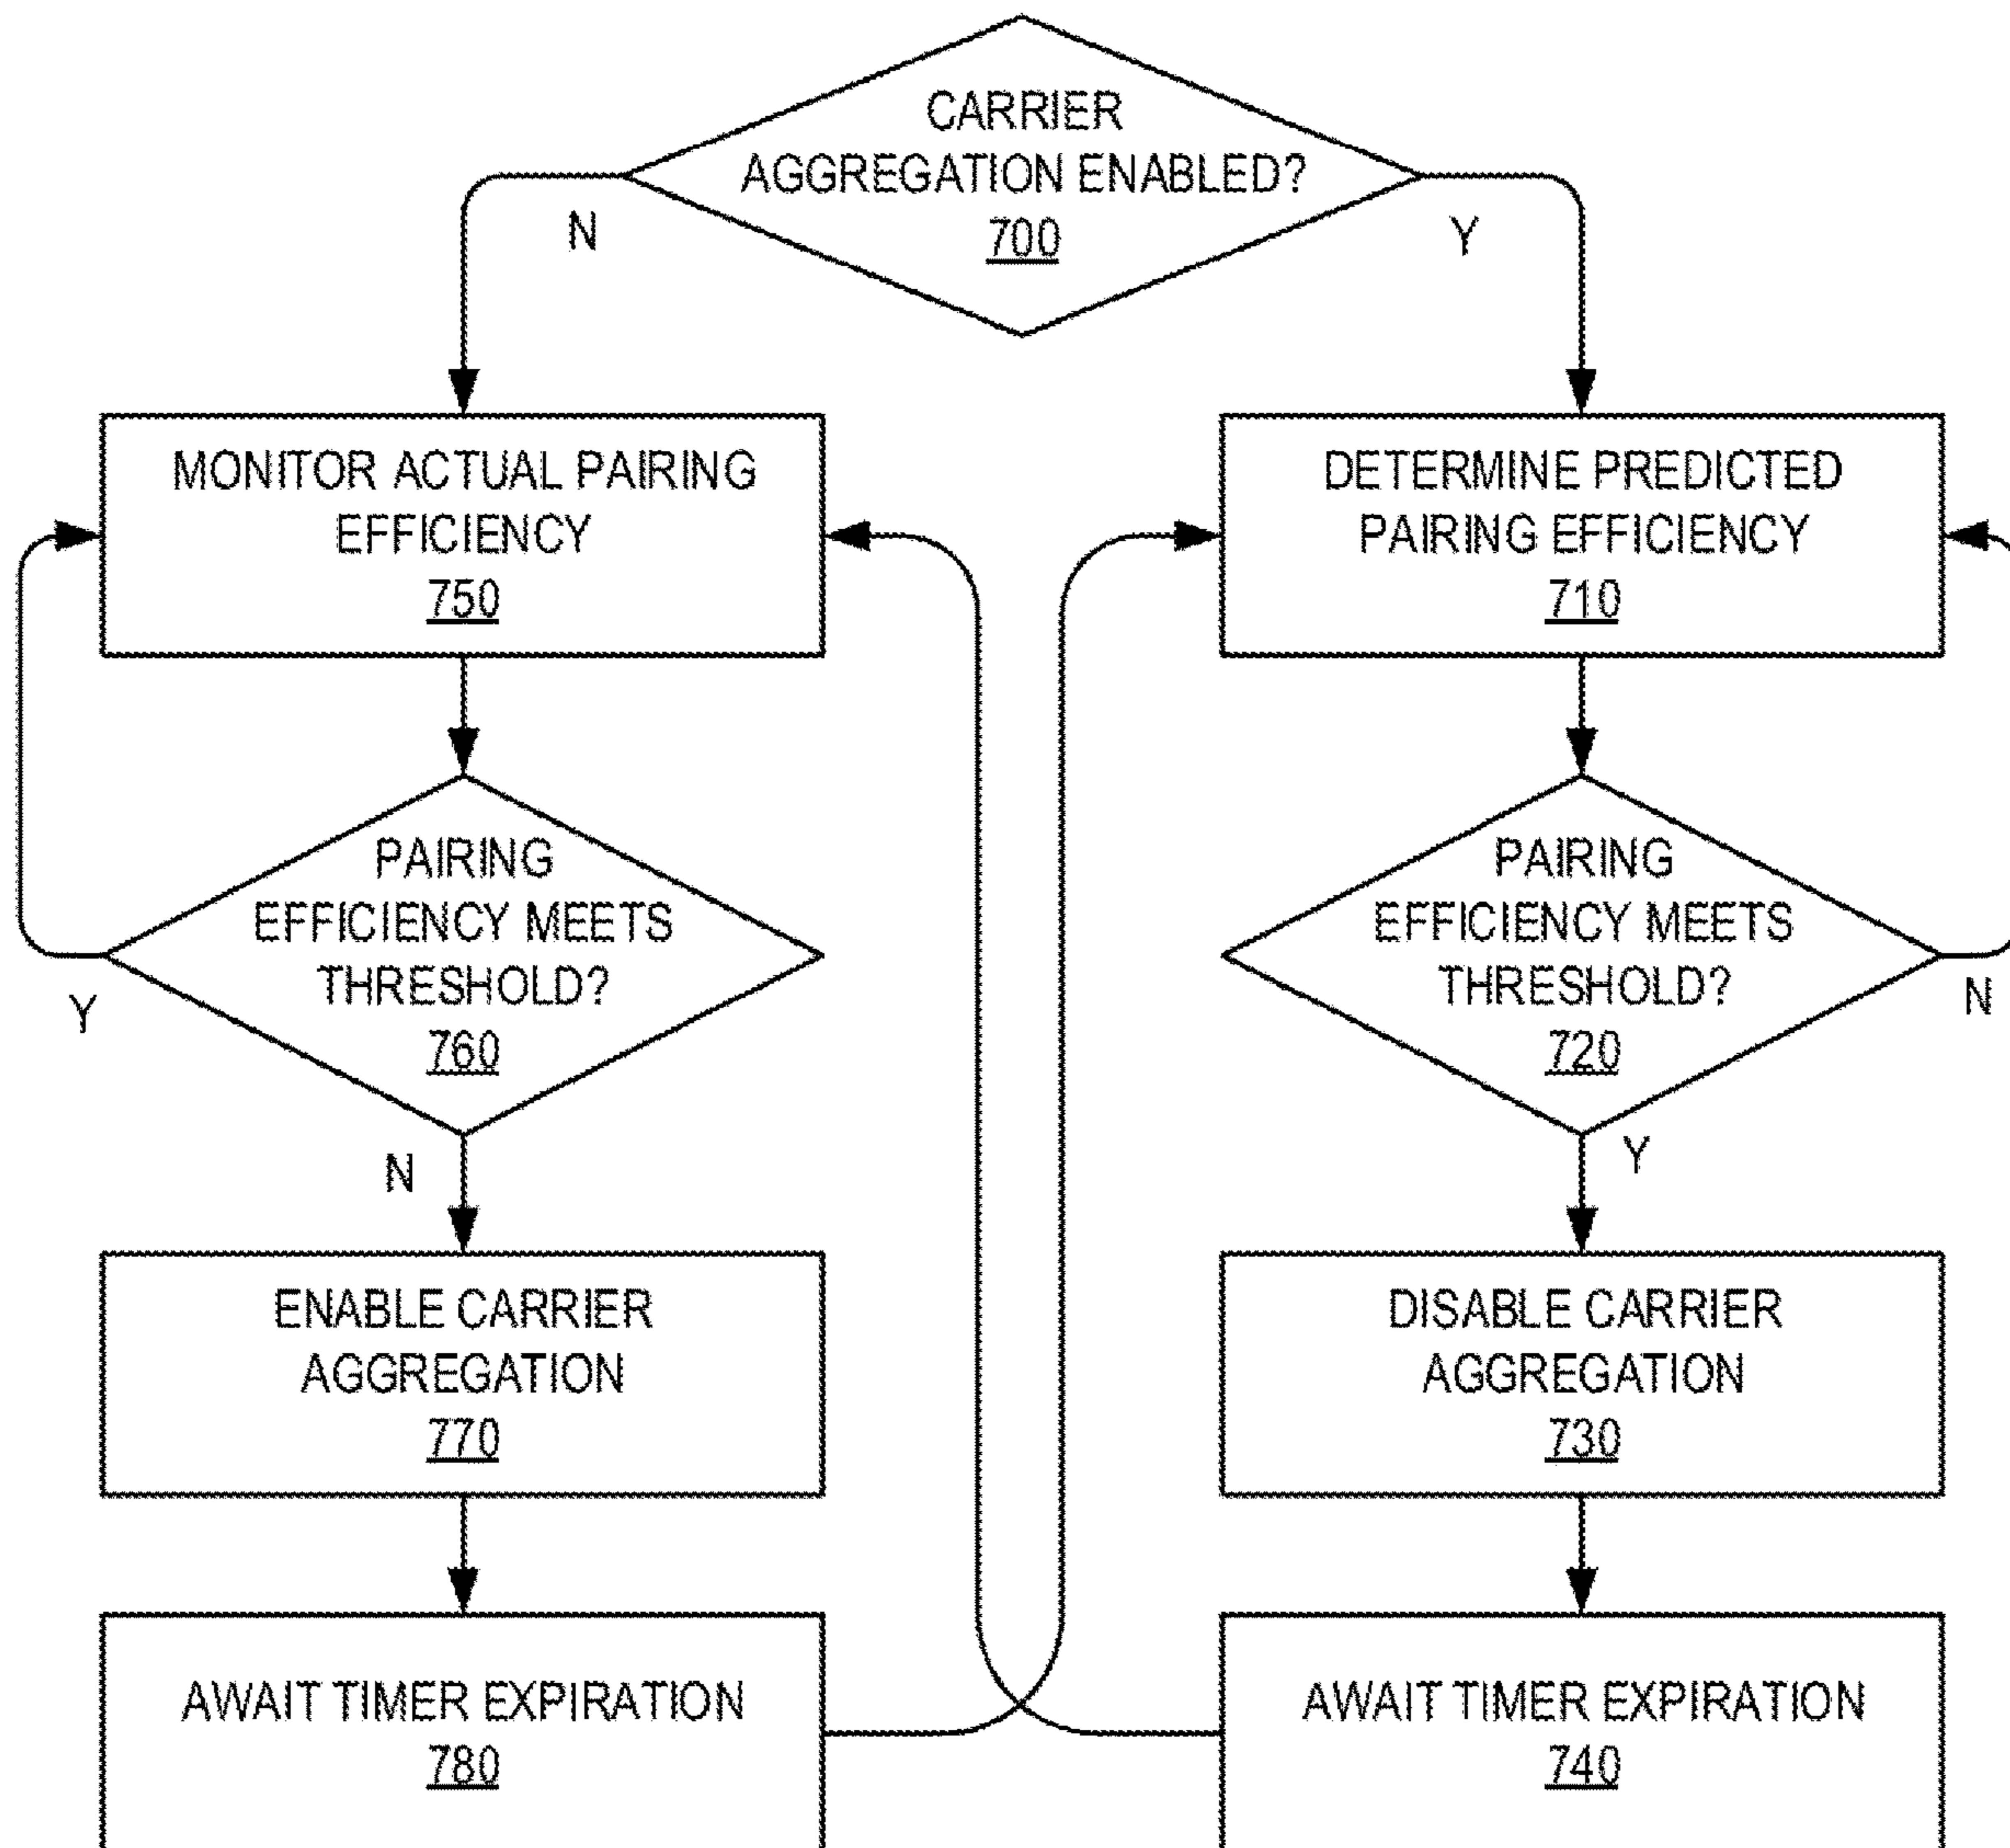 CARRIER
AGGREGATION ENABLED?
700
N
Y
MONITOR ACTUAL PAIRING
EFFICIENCY
750
DETERMINE PREDICTED
PAIRING EFFICIENCY
710
PAIRING
EFFICIENCY MEETS
THRESHOLD?
760
Y
N
PAIRING
EFFICIENCY MEETS
THRESHOLD?
720
N
Y
ENABLE CARRIER
AGGREGATION
770
DISABLE CARRIER
AGGREGATION
730
AWAIT TIMER EXPIRATION
780
AWAIT TIMER EXPIRATION
740